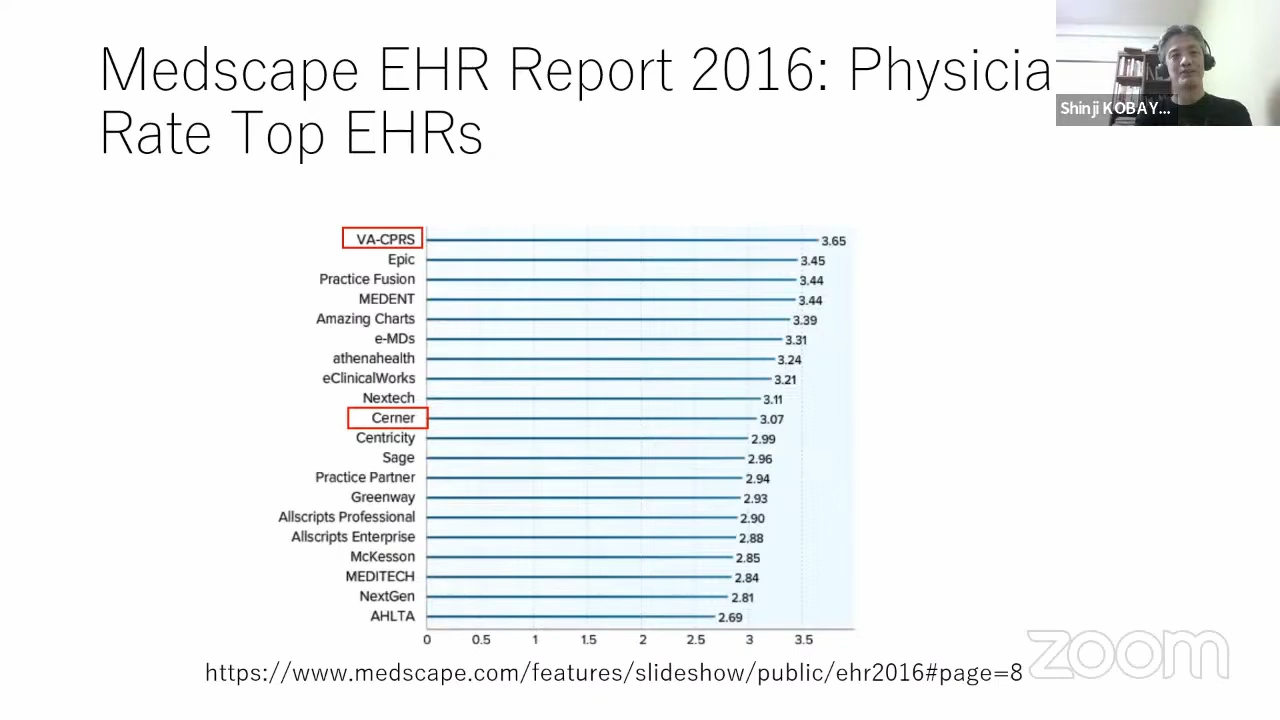 Medscape EHR Report 2016: Physicia
Rate Top EHRs
Shinji KOBAY...
VA-CPRS 3.65
Epic 3.45
Practice Fusion 3.44
MEDENT 3.44
Amazing Charts 3.39
e-MDs 3.31
athenahealth 3.24
eClinicalWorks 3.21
Nextech 3.11
Cerner 3.07
Centricity 2.99
Sage 2.96
Practice Partner 2.94
Greenway 2.93
Allscripts Professional 2.90
Allscripts Enterprise 2.88
McKesson 2.85
MEDITECH 2.84
NextGen 2.81
AHLTA 2.69
0 0.5 1 1.5 2 2.5 3 3.5
https://www.medscape.com/features/slideshow/public/ehr2016#page=8
zoom